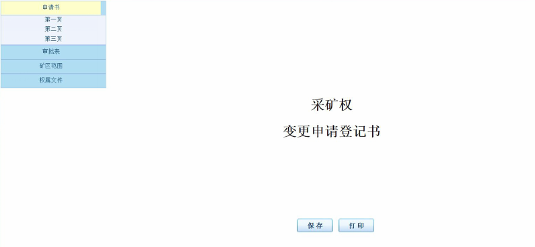 申请书
第一页
第二页
第三页
审批表
矿区范围
权属文件
采矿权
变更申请登记书
保存
打印